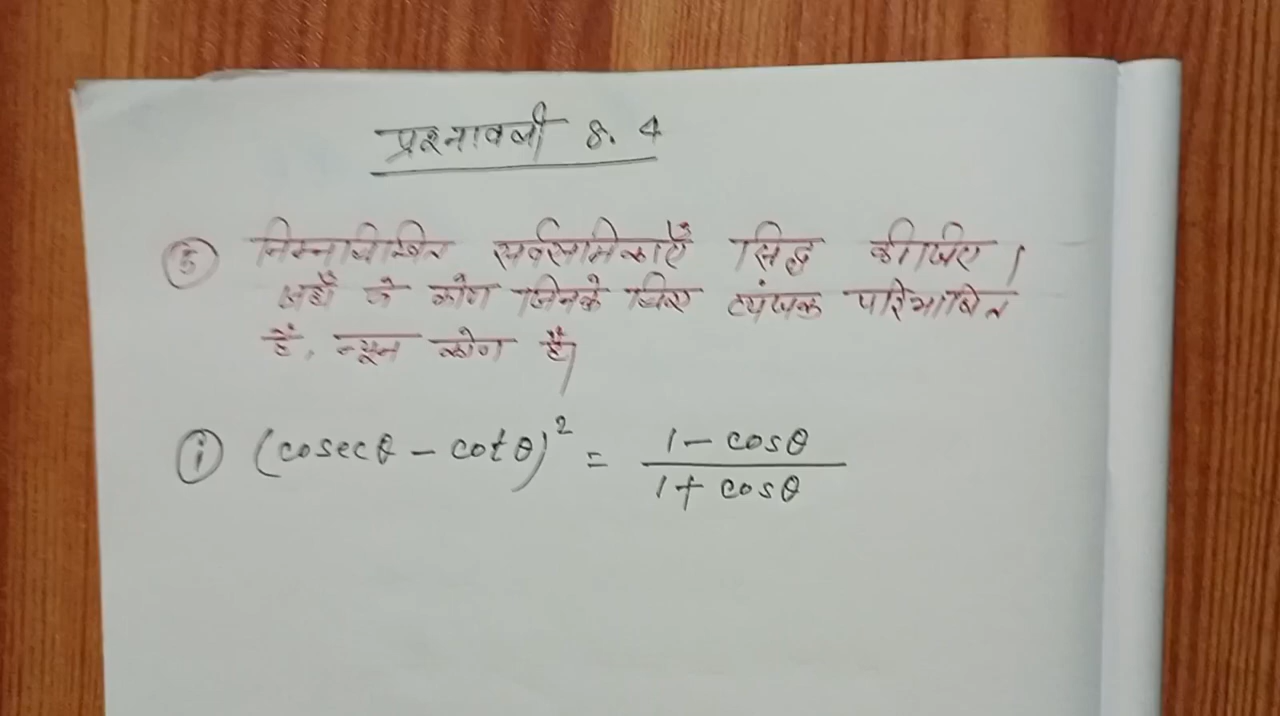 प्रश्नावली 8.4
⑤ निम्नलिखित सर्वसमिकाएँ सिद्ध कीजिए।
जहाँ वे कोण जिनके लिए व्यंजक परिभाषित
हैं, न्यून कोण हैं।
ⓘ (cosecθ - cotθ)² = (1 - cosθ)/(1 + cosθ)